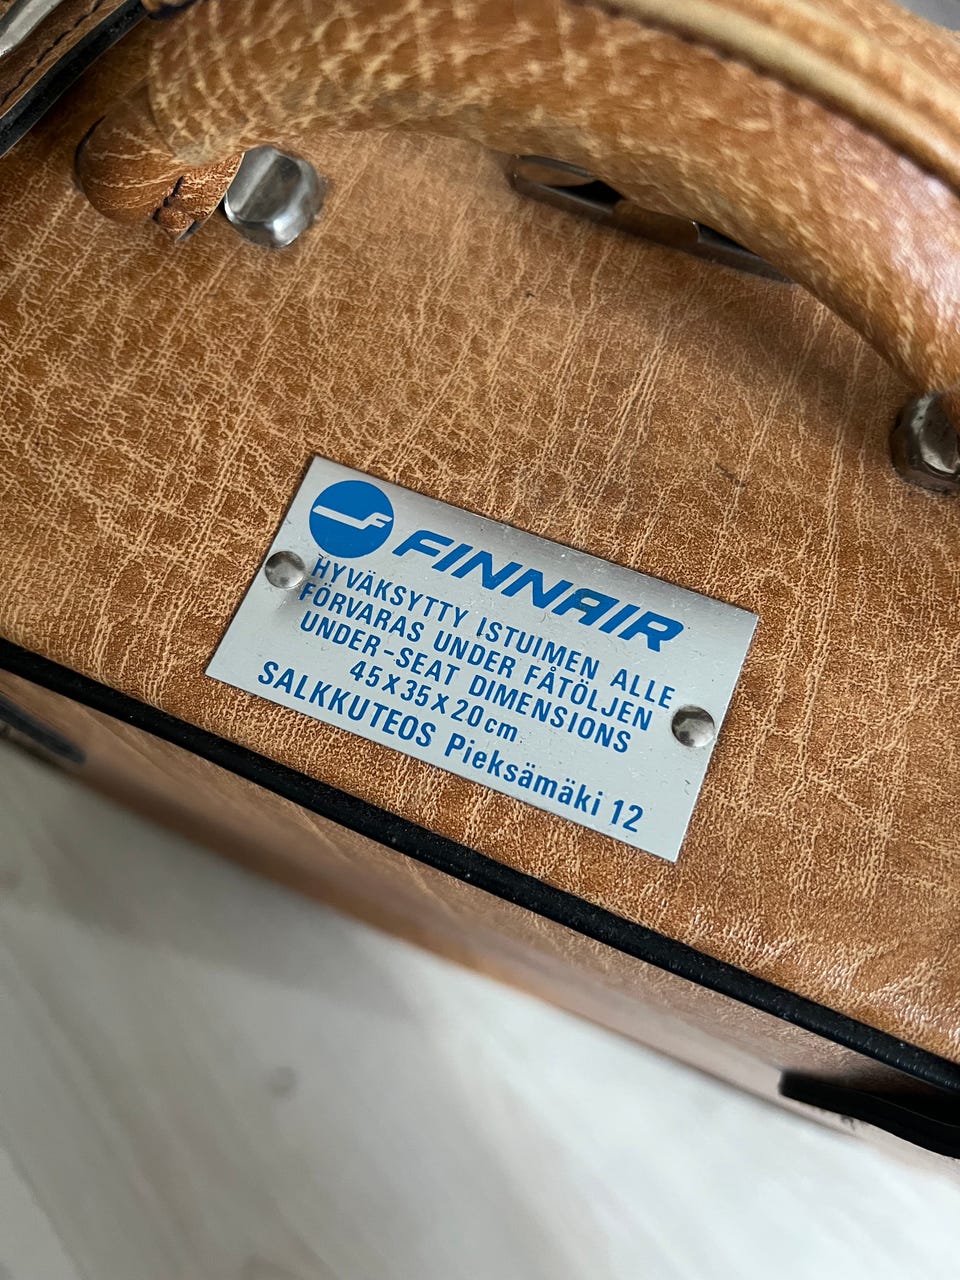 F
FINNAIR
HYVÄKSYTTY ISTUIMEN ALLE
FÖRVARAS UNDER FÅTÖLJEN
UNDER-SEAT DIMENSIONS
45x35x20cm
SALKKUTEOS Pieksämäki 12